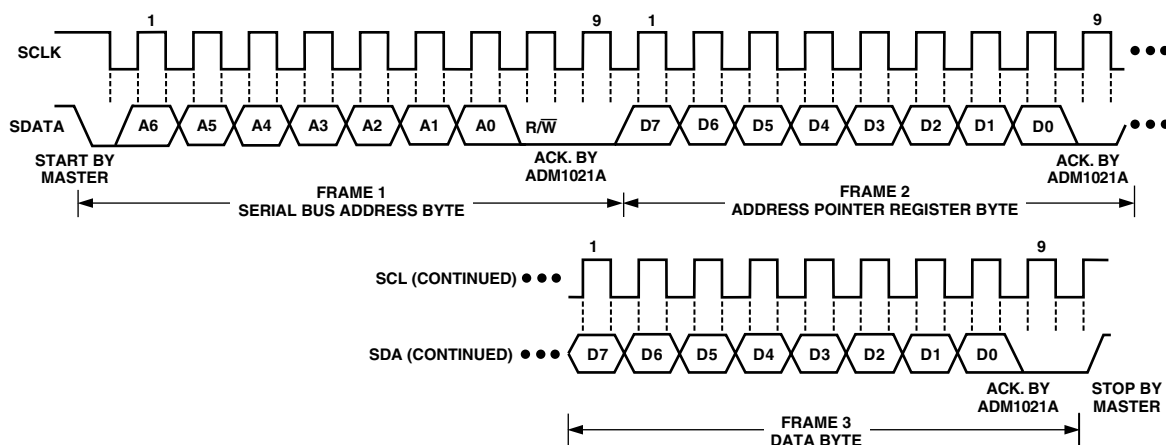 1 9 1 9
SCLK
SDATA A6 A5 A4 A3 A2 A1 A0 R/W̅ D7 D6 D5 D4 D3 D2 D1 D0
START BY
MASTER
ACK. BY
ADM1021A
ACK. BY
ADM1021A
FRAME 1
SERIAL BUS ADDRESS BYTE
FRAME 2
ADDRESS POINTER REGISTER BYTE
1 9
SCL (CONTINUED)
SDA (CONTINUED) D7 D6 D5 D4 D3 D2 D1 D0
ACK. BY
ADM1021A
STOP BY
MASTER
FRAME 3
DATA BYTE